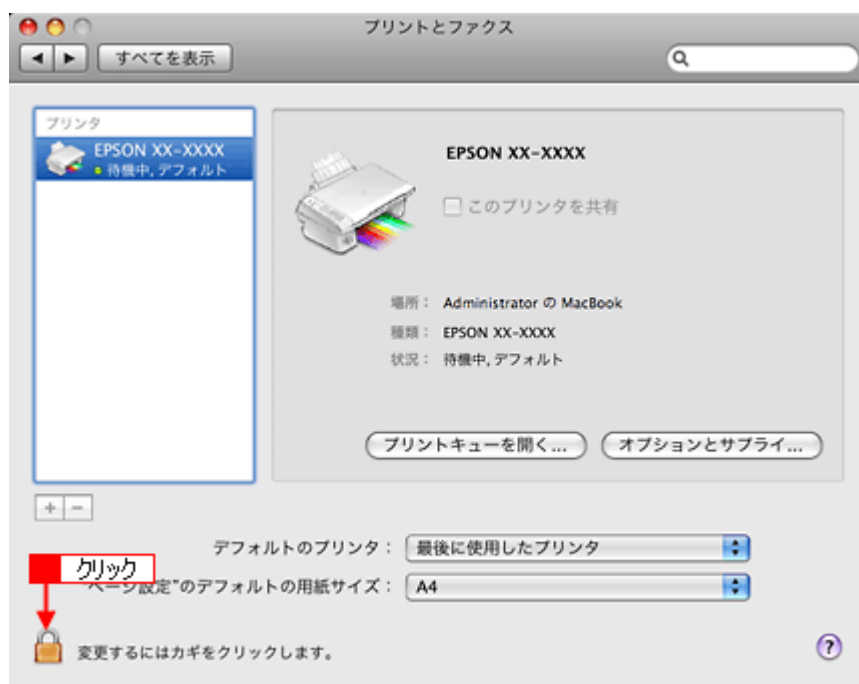 プリントとファクス
すべてを表示
プリンタ
EPSON XX-XXXX
待機中, デフォルト
EPSON XX-XXXX
このプリンタを共有
場所： Administrator の MacBook
種類： EPSON XX-XXXX
状況： 待機中, デフォルト
プリントキューを開く...
オプションとサプライ...
+ -
デフォルトのプリンタ： 最後に使用したプリンタ
クリック
ページ設定"のデフォルトの用紙サイズ： A4
変更するにはカギをクリックします。
?